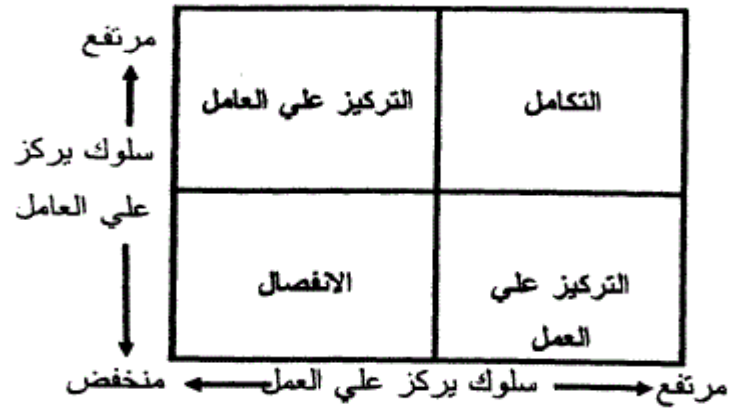 مرتفع
التركيز علي العامل
التكامل
سلوك يركز
علي العامل
الانفصال
التركيز علي
العمل
منخفض
سلوك يركز علي العمل
مرتفع